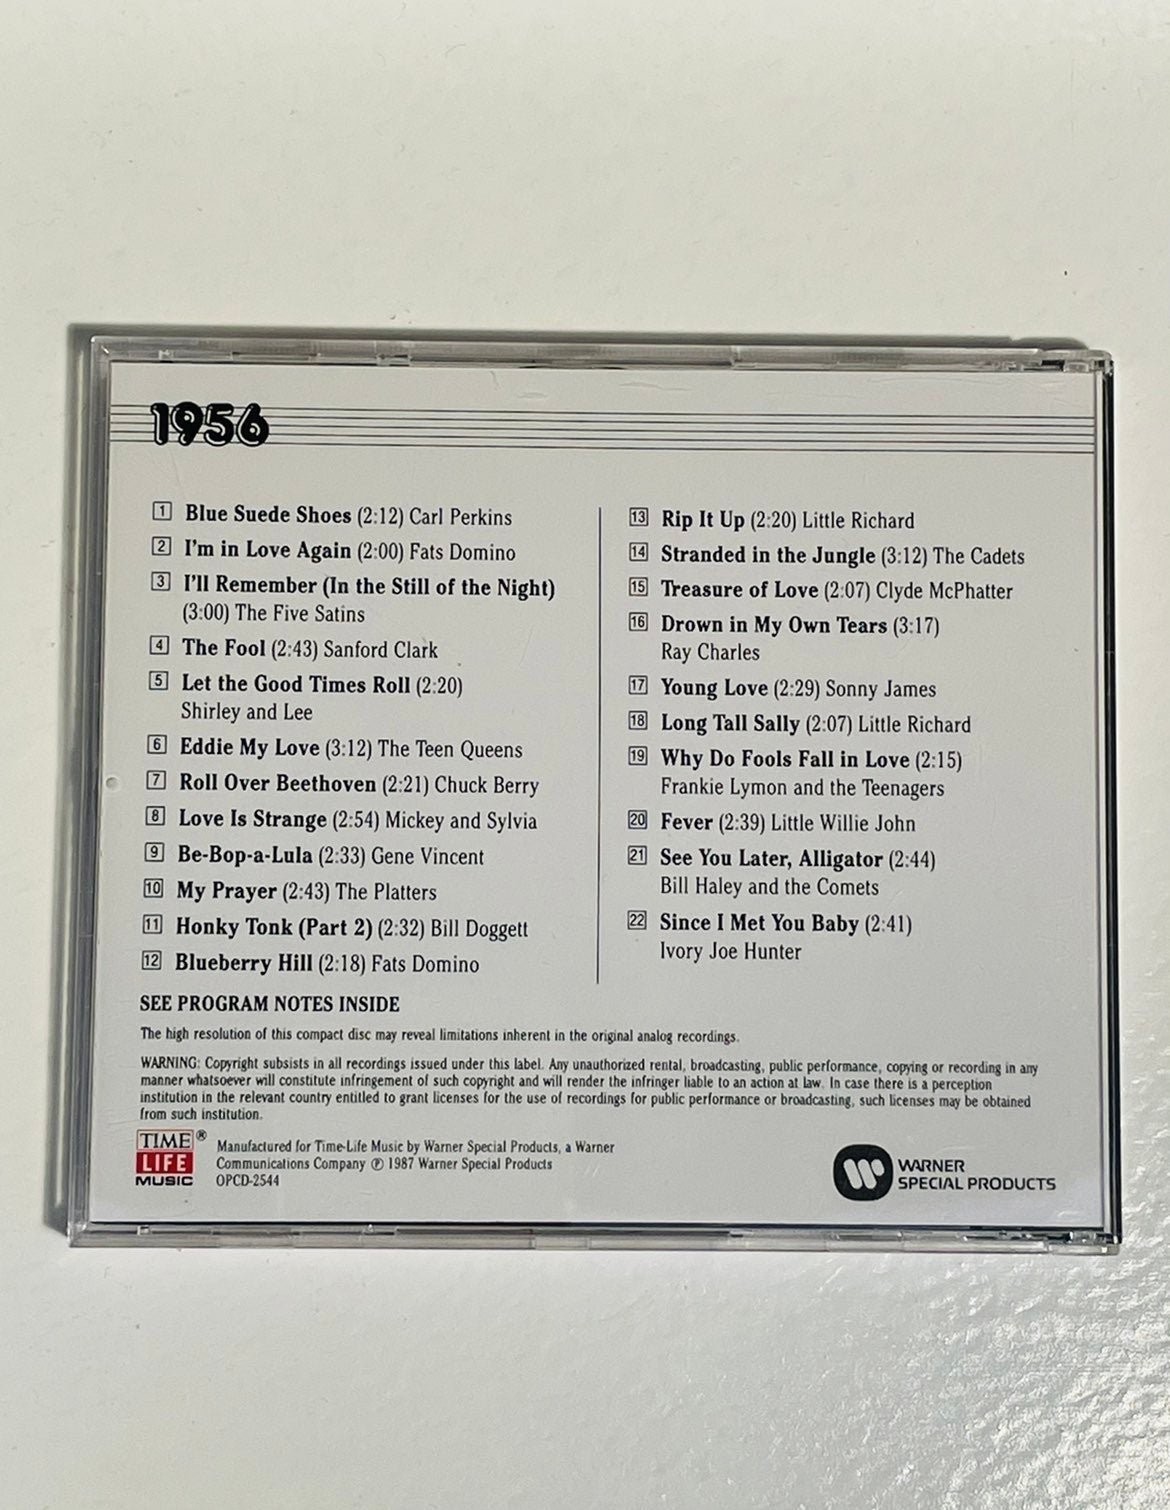 1956
1 Blue Suede Shoes (2:12) Carl Perkins
2 I'm in Love Again (2:00) Fats Domino
3 I'll Remember (In the Still of the Night)
(3:00) The Five Satins
4 The Fool (2:43) Sanford Clark
5 Let the Good Times Roll (2:20)
Shirley and Lee
6 Eddie My Love (3:12) The Teen Queens
7 Roll Over Beethoven (2:21) Chuck Berry
8 Love Is Strange (2:54) Mickey and Sylvia
9 Be-Bop-a-Lula (2:33) Gene Vincent
10 My Prayer (2:43) The Platters
11 Honky Tonk (Part 2) (2:32) Bill Doggett
12 Blueberry Hill (2:18) Fats Domino
13 Rip It Up (2:20) Little Richard
14 Stranded in the Jungle (3:12) The Cadets
15 Treasure of Love (2:07) Clyde McPhatter
16 Drown in My Own Tears (3:17)
Ray Charles
17 Young Love (2:29) Sonny James
18 Long Tall Sally (2:07) Little Richard
19 Why Do Fools Fall in Love (2:15)
Frankie Lymon and the Teenagers
20 Fever (2:39) Little Willie John
21 See You Later, Alligator (2:44)
Bill Haley and the Comets
22 Since I Met You Baby (2:41)
Ivory Joe Hunter
SEE PROGRAM NOTES INSIDE
The high resolution of this compact disc may reveal limitations inherent in the original analog recordings.
WARNING: Copyright subsists in all recordings issued under this label. Any unauthorized rental, broadcasting, public performance, copying or recording in any
manner whatsoever will constitute infringement of such copyright and will render the infringer liable to an action at law. In case there is a perception
institution in the relevant country entitled to grant licenses for the use of recordings for public performance or broadcasting, such licenses may be obtained
from such institution.
TIME ®
LIFE
MUSIC
Manufactured for Time-Life Music by Warner Special Products, a Warner
Communications Company ℗ 1987 Warner Special Products
OPCD-2544
WARNER
SPECIAL PRODUCTS